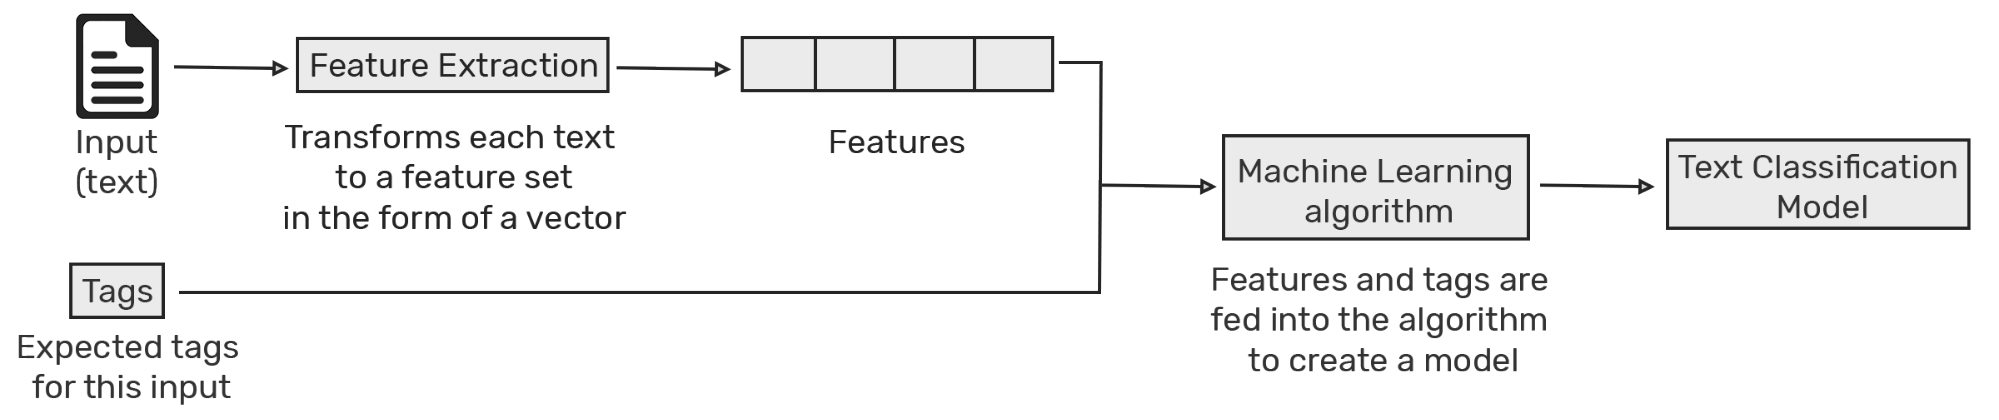 Input
(text)
Feature Extraction
Transforms each text
to a feature set
in the form of a vector
Features
Tags
Expected tags
for this input
Machine Learning
algorithm
Features and tags are
fed into the algorithm
to create a model
Text Classification
Model